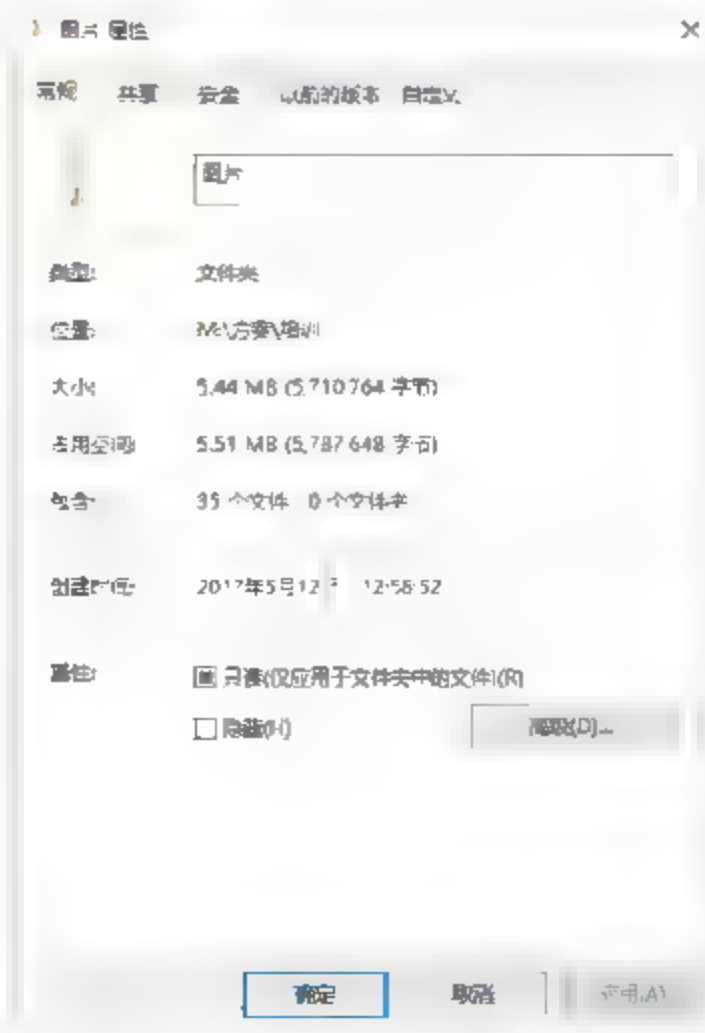 图片 属性
常规 共享 安全 以前的版本 自定义
图片
类型: 文件夹
位置: M:\方案\培训
大小: 5.44 MB (5,710,764 字节)
占用空间: 5.51 MB (5,787,648 字节)
包含: 35 个文件，0 个文件夹
创建时间: 2017年5月12日，12:56:52
属性: 只读(仅应用于文件夹中的文件)(R)
隐藏(H) 高级(D)...
确定 取消 应用(A)